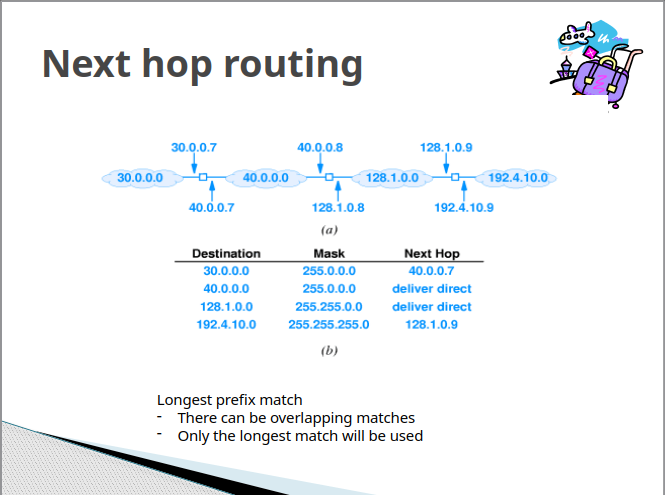 Next hop routing
30.0.0.7 40.0.0.8 128.1.0.9
30.0.0.0 40.0.0.0 128.1.0.0 192.4.10.0
40.0.0.7 128.1.0.8 192.4.10.9
(a)
Destination Mask Next Hop
30.0.0.0 255.0.0.0 40.0.0.7
40.0.0.0 255.0.0.0 deliver direct
128.1.0.0 255.255.0.0 deliver direct
192.4.10.0 255.255.255.0 128.1.0.9
(b)
Longest prefix match
- There can be overlapping matches
- Only the longest match will be used